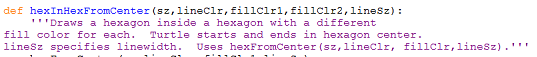 def hexInHexFromCenter(sz,lineClr,fillClr1,fillClr2,lineSz):
    '''Draws a hexagon inside a hexagon with a different
fill color for each.  Turtle starts and ends in hexagon center.
lineSz specifies linewidth.  Uses hexFromCenter(sz,lineClr, fillClr,lineSz).'''